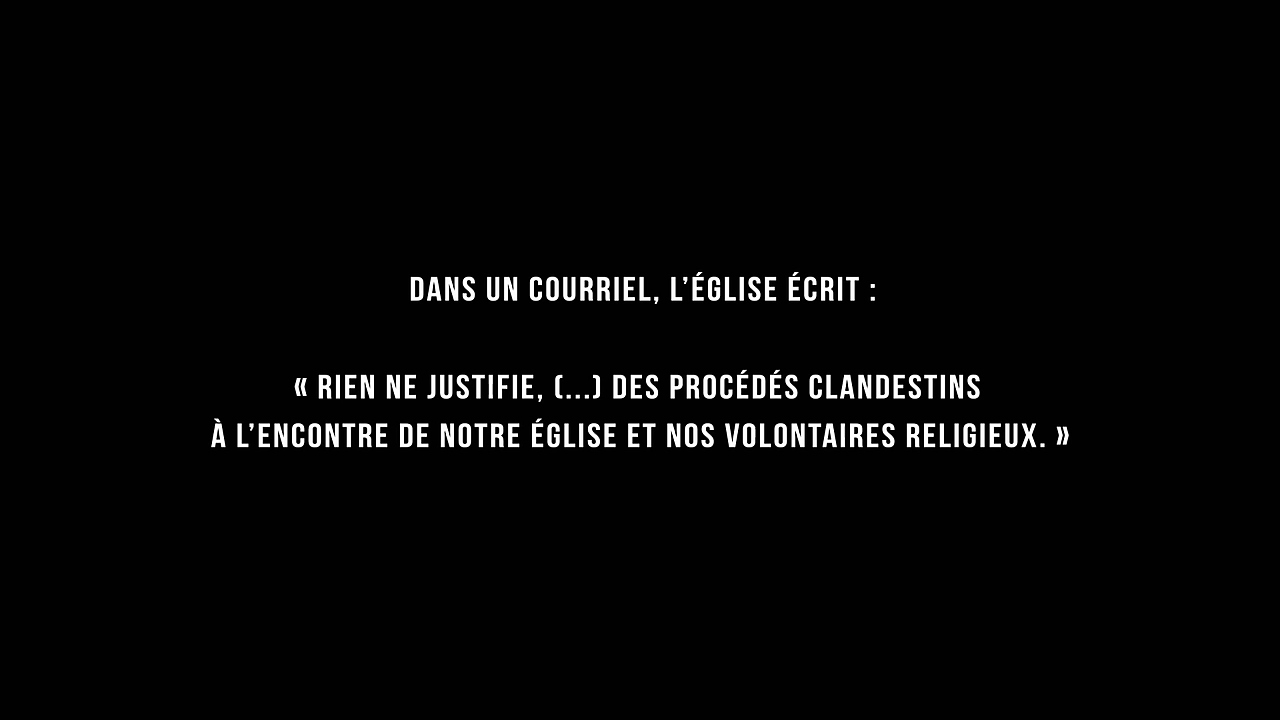 DANS UN COURRIEL, L’ÉGLISE ÉCRIT :
« RIEN NE JUSTIFIE, (...) DES PROCÉDÉS CLANDESTINS
À L’ENCONTRE DE NOTRE ÉGLISE ET NOS VOLONTAIRES RELIGIEUX. »